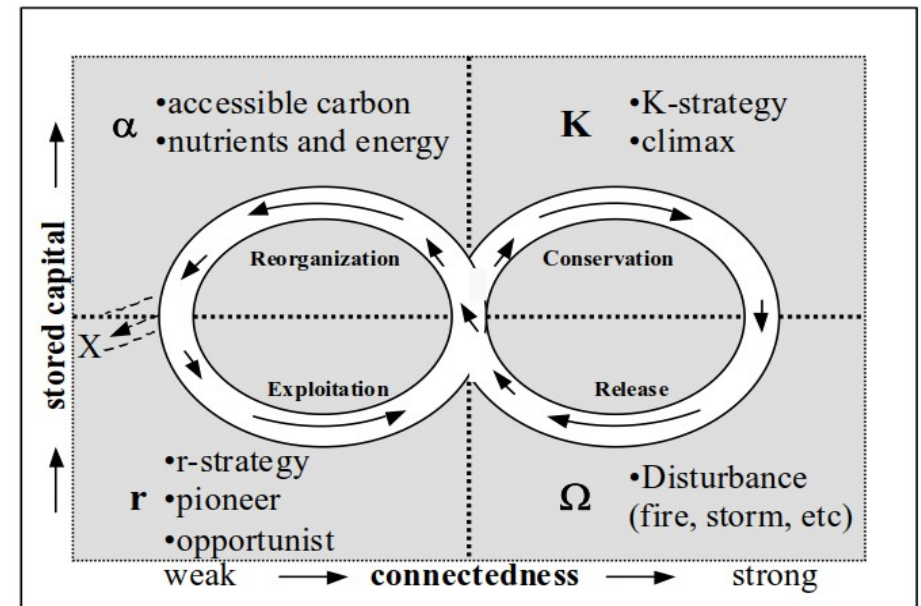 α
•accessible carbon
•nutrients and energy
K
•K-strategy
•climax
stored capital
Reorganization
Conservation
X
Exploitation
Release
r
•r-strategy
•pioneer
•opportunist
Ω
•Disturbance
(fire, storm, etc)
weak connectedness strong